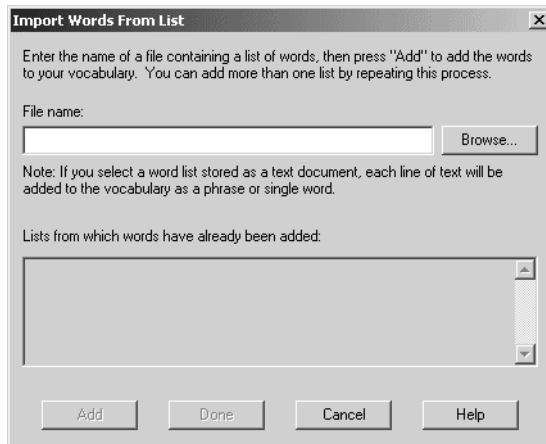 Import Words From List
Enter the name of a file containing a list of words, then press "Add" to add the words
to your vocabulary. You can add more than one list by repeating this process.
File name:
Browse...
Note: If you select a word list stored as a text document, each line of text will be
added to the vocabulary as a phrase or single word.
Lists from which words have already been added:
Add Done Cancel Help